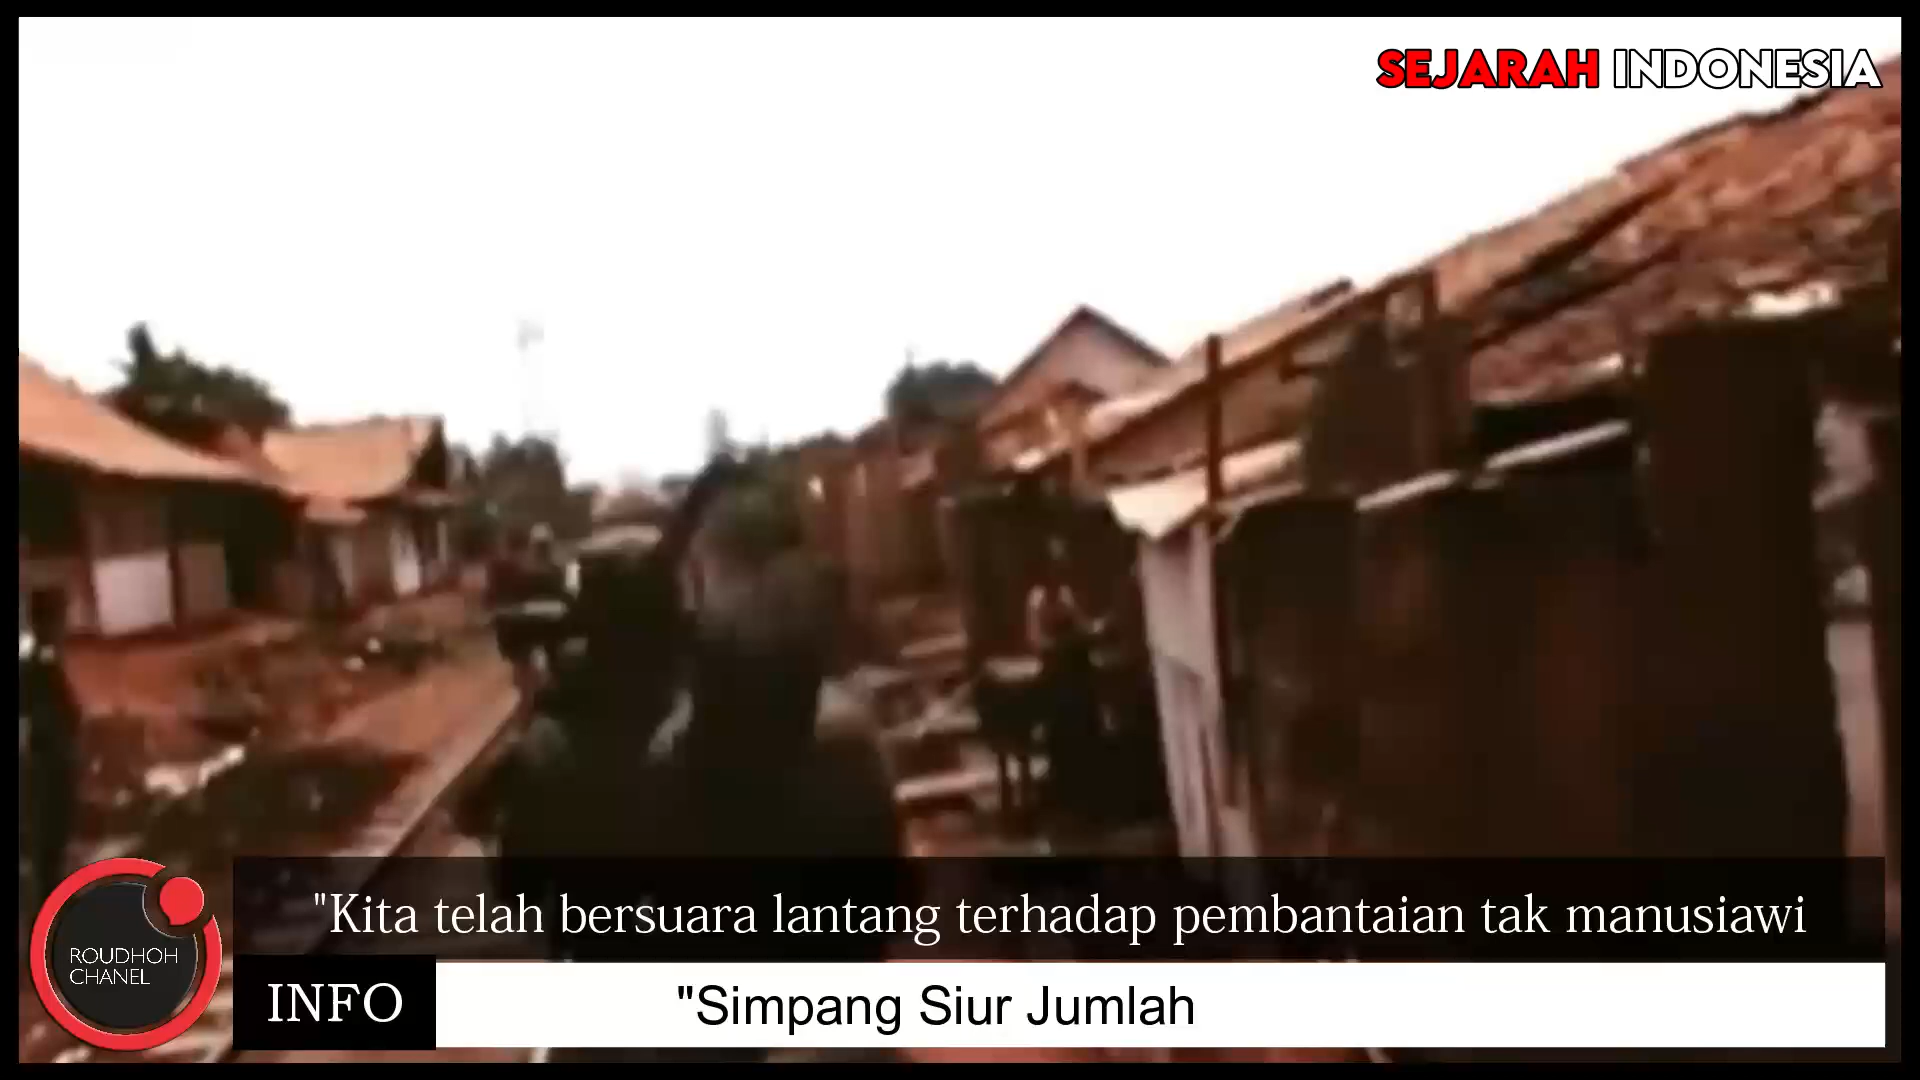 SEJARAH INDONESIA
"Kita telah bersuara lantang terhadap pembantaian tak manusiawi
ROUDHOH
CHANEL
INFO
"Simpang Siur Jumlah